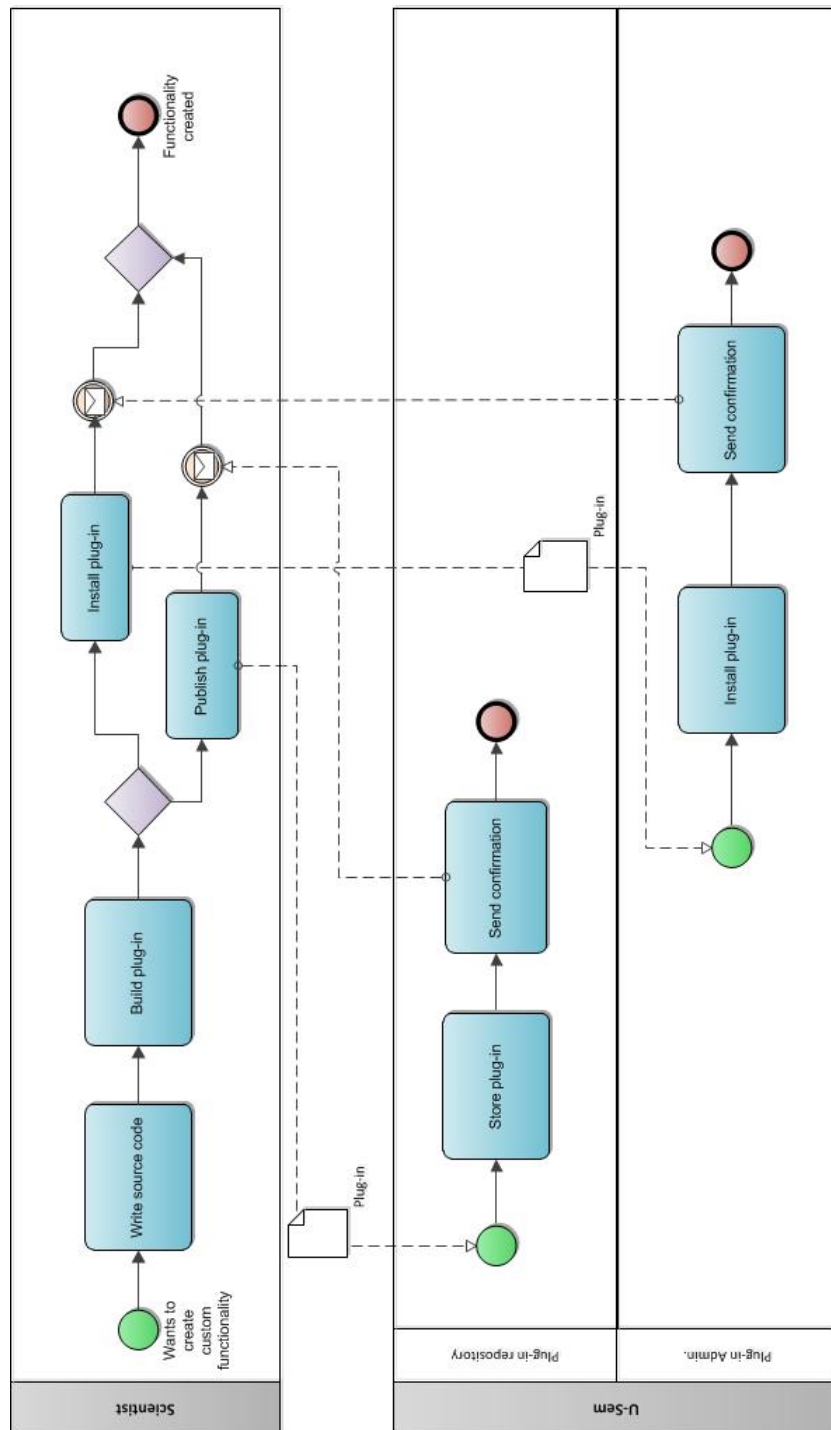 Scientist
Wants to
create
custom
functionality
Write source code
Build plug-in
Install plug-in
Publish plug-in
Functionality
created
Plug-in
Plug-in
U-Sem
Plug-in repository
Store plug-in
Send confirmation
Plug-in Admin.
Install plug-in
Send confirmation